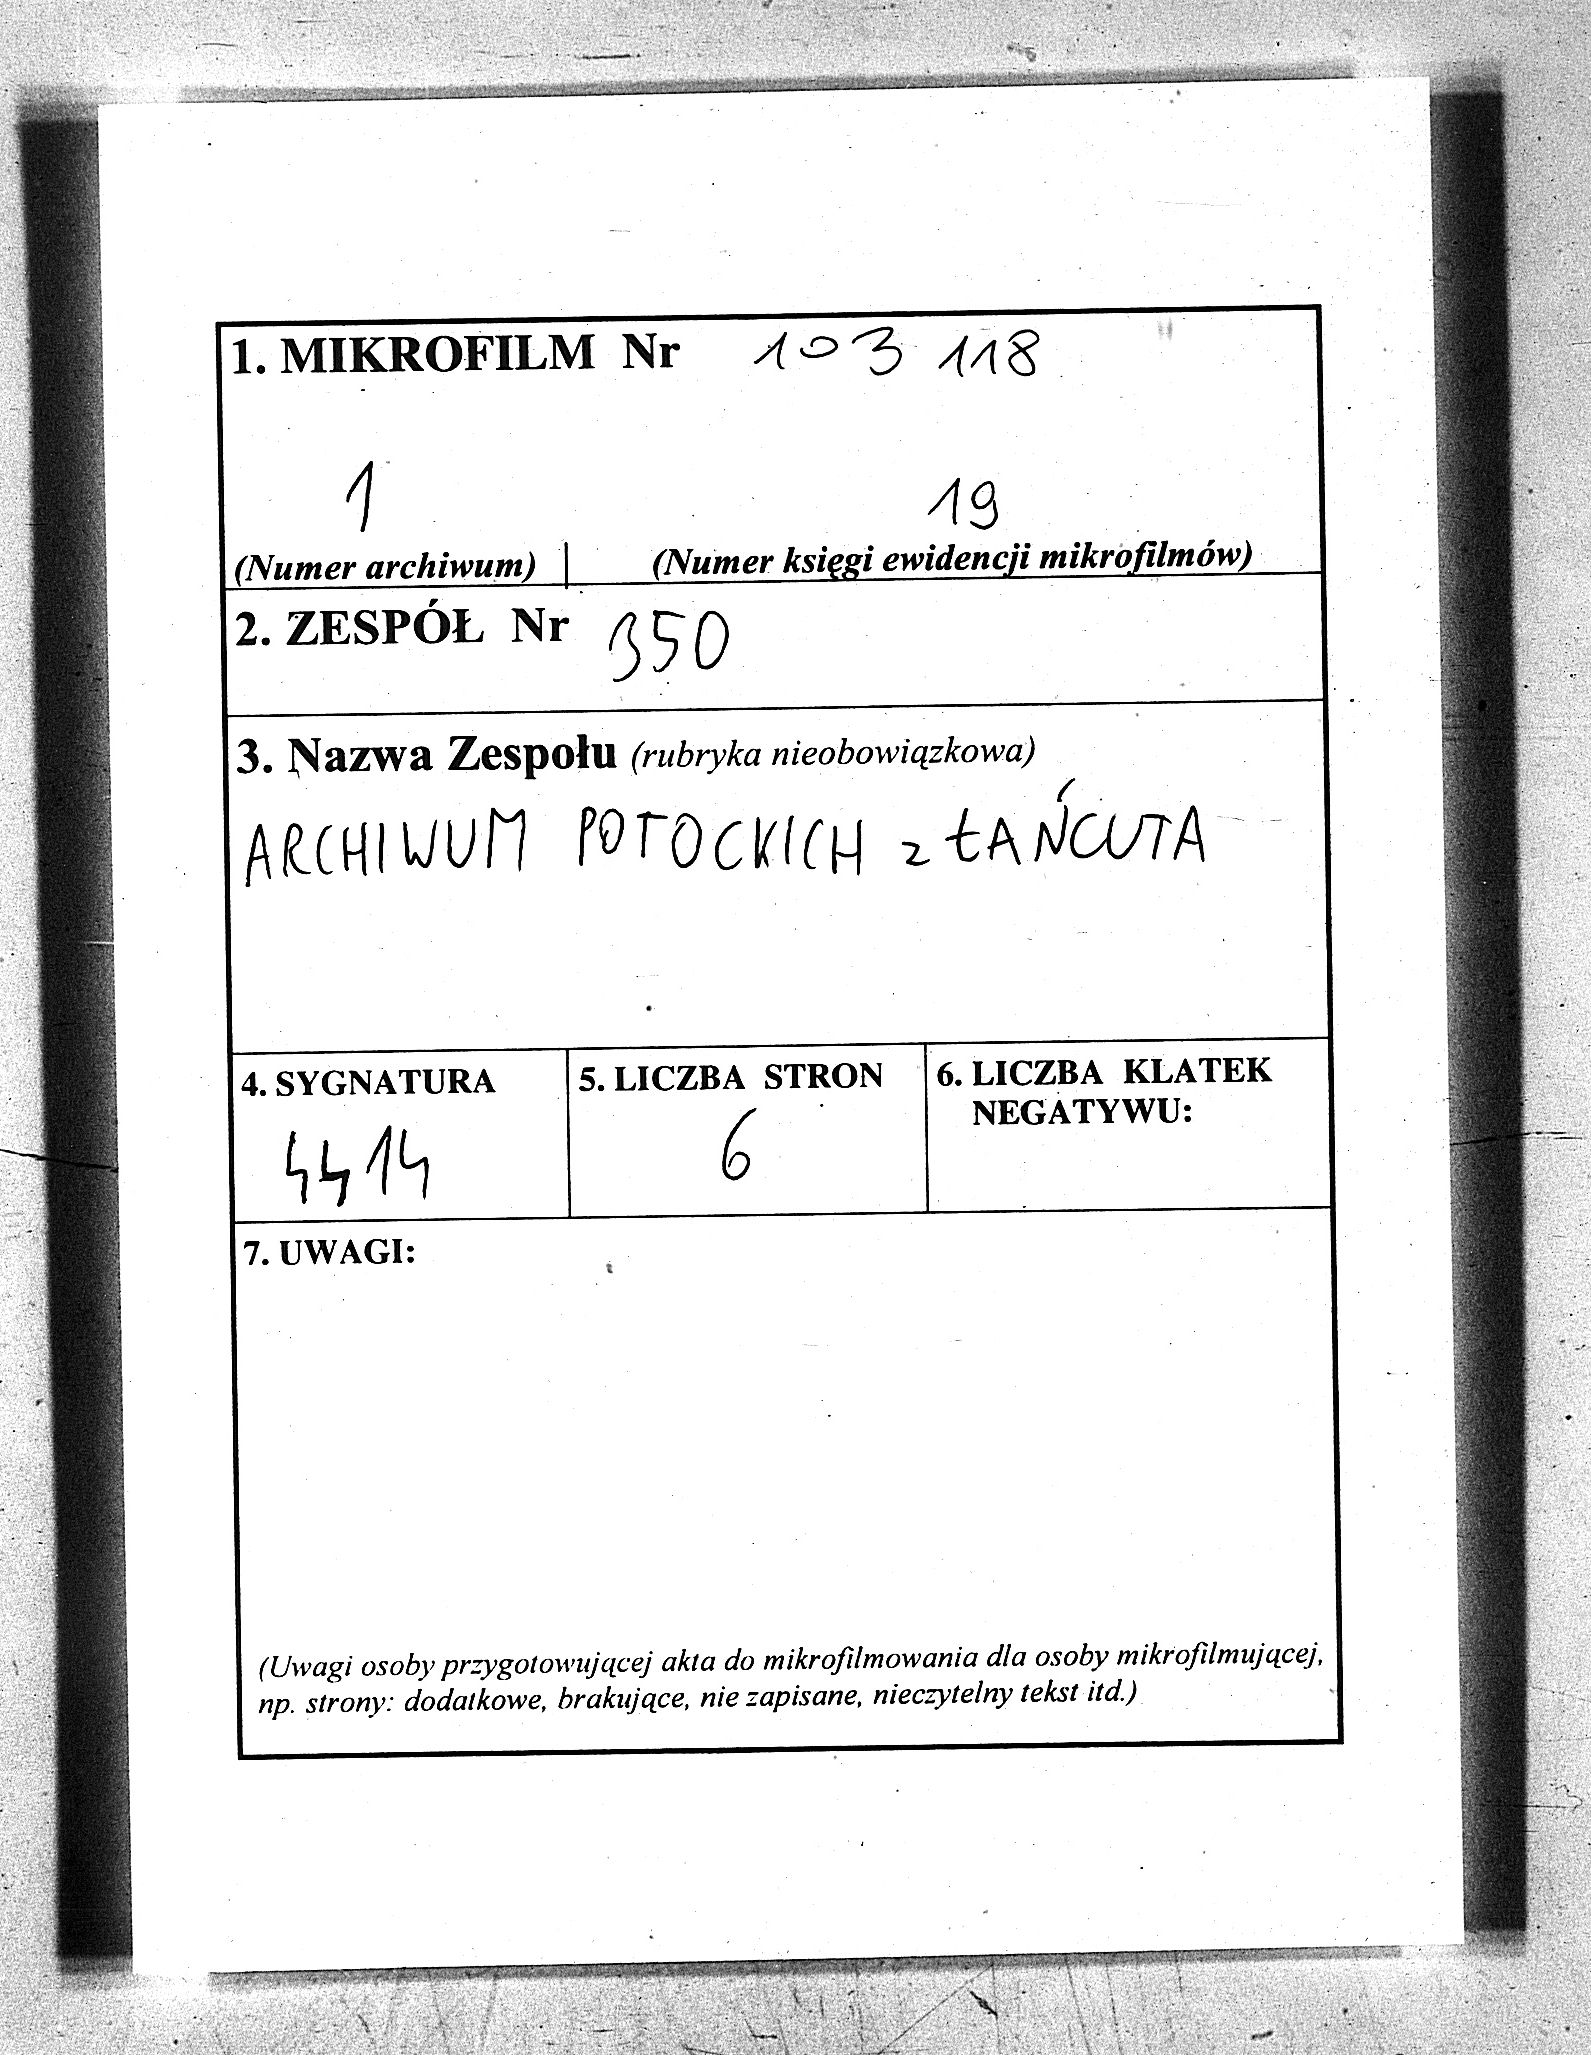 1. MIKROFILM Nr 103 118
1 19
(Numer archiwum) | (Numer księgi ewidencji mikrofilmów)
2. ZESPÓŁ Nr 350
3. Nazwa Zespołu (rubryka nieobowiązkowa)
ARCHIWUM POTOCKICH z ŁAŃCUTA
4. SYGNATURA 5. LICZBA STRON 6. LICZBA KLATEK
NEGATYWU:
4414 6
7. UWAGI:
(Uwagi osoby przygotowującej akta do mikrofilmowania dla osoby mikrofilmującej,
np. strony: dodatkowe, brakujące, nie zapisane, nieczytelny tekst itd.)